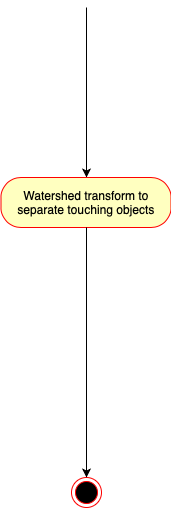 Watershed transform to
separate touching objects